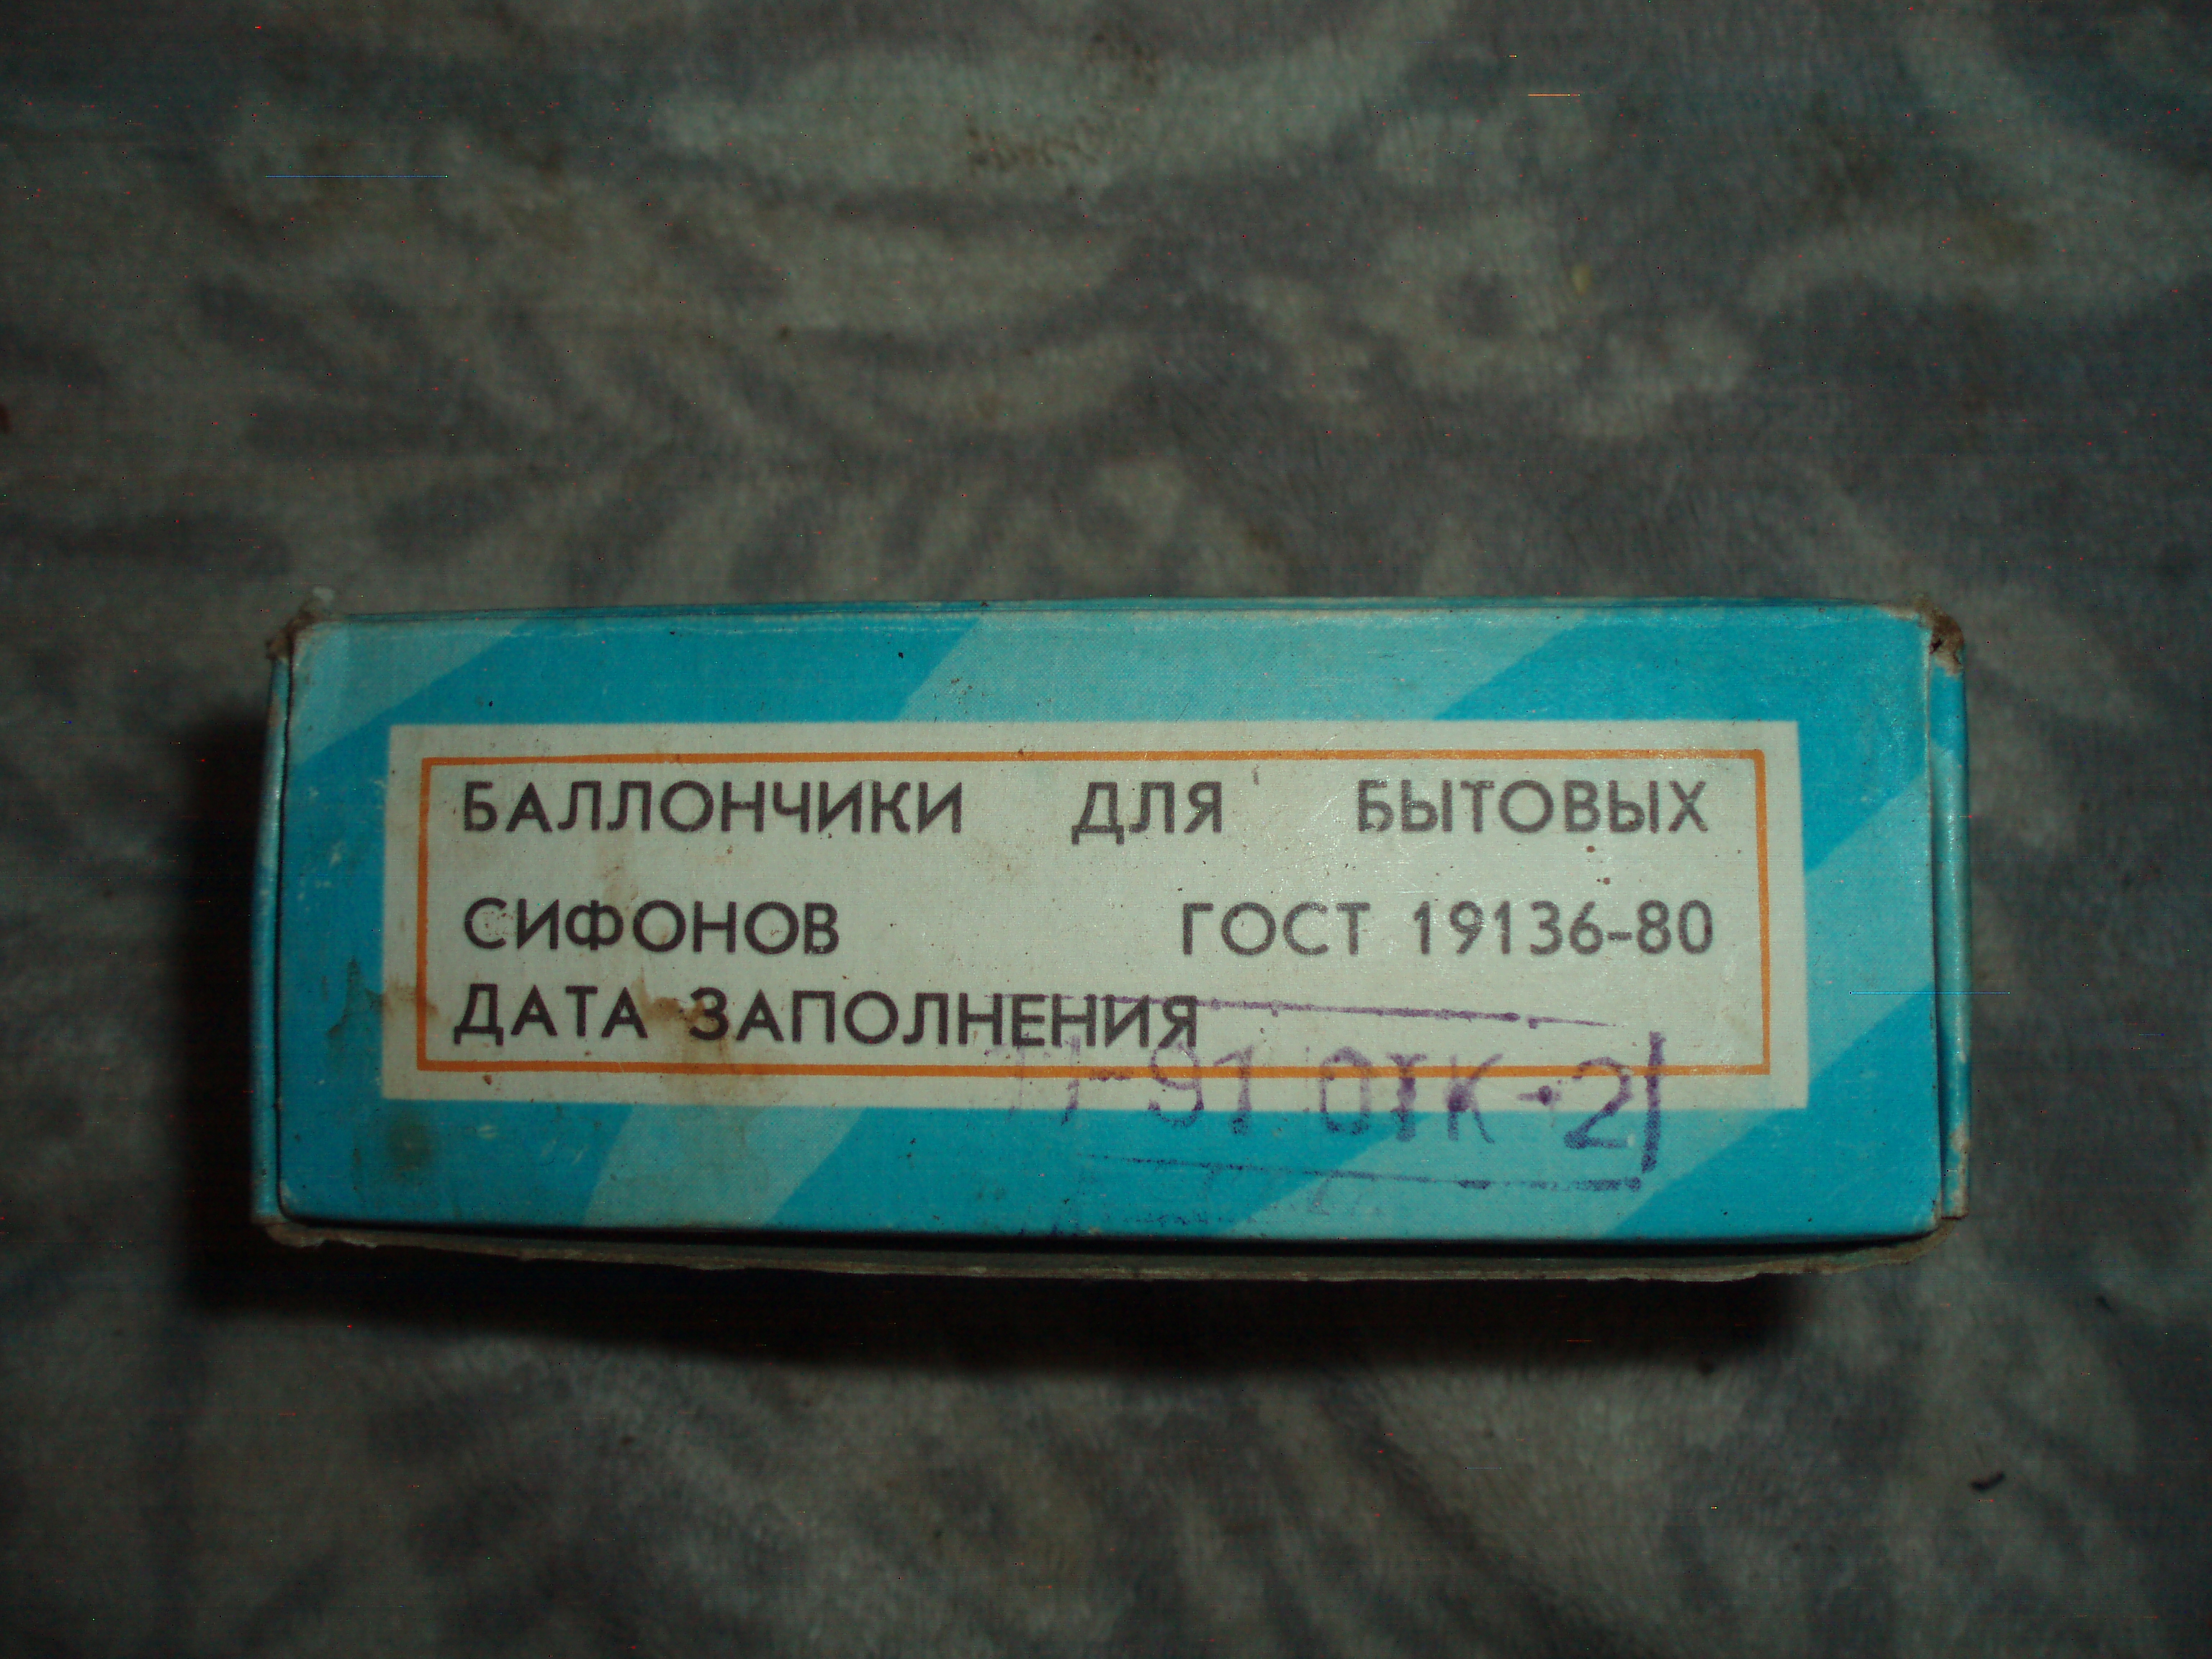 БАЛЛОНЧИКИ ДЛЯ БЫТОВЫХ
СИФОНОВ ГОСТ 19136-80
ДАТА ЗАПОЛНЕНИЯ
-91 ОТК-2